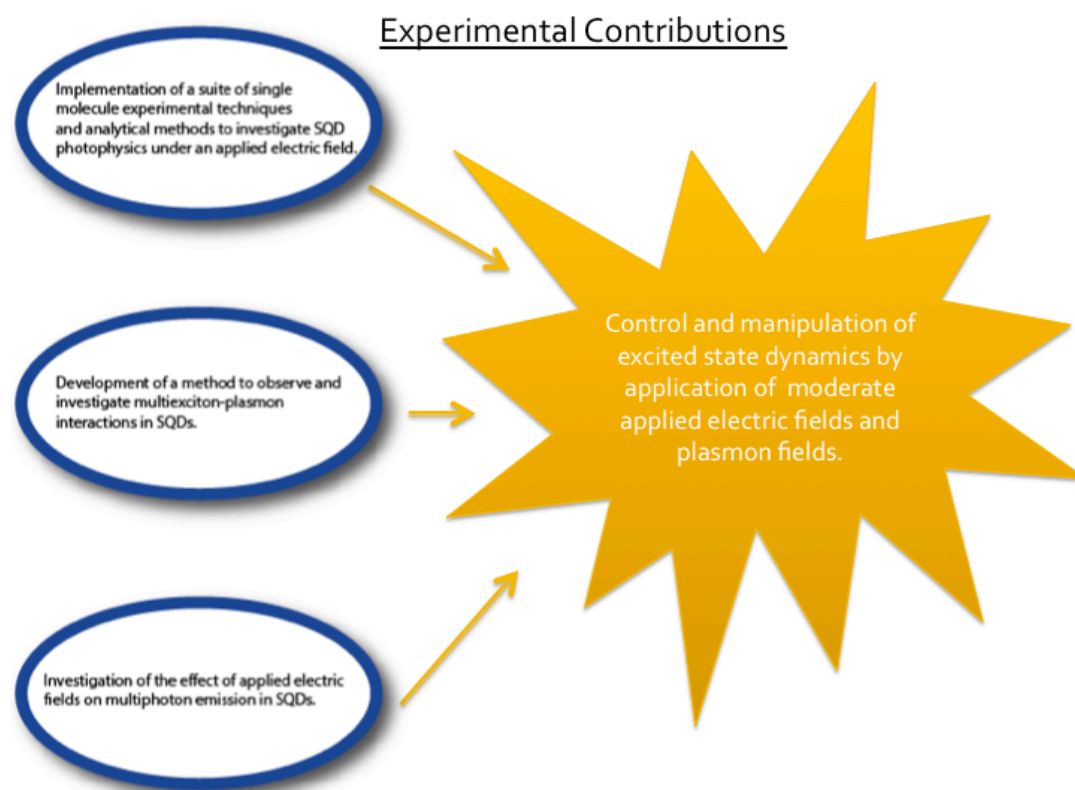 Experimental Contributions
Implementation of a suite of single
molecule experimental techniques
and analytical methods to investigate SQD
photophysics under an applied electric field.
Development of a method to observe and
investigate multiexciton-plasmon
interactions in SQDs.
Investigation of the effect of applied electric
fields on multiphoton emission in SQDs.
Control and manipulation of
excited state dynamics by
application of moderate
applied electric fields and
plasmon fields.